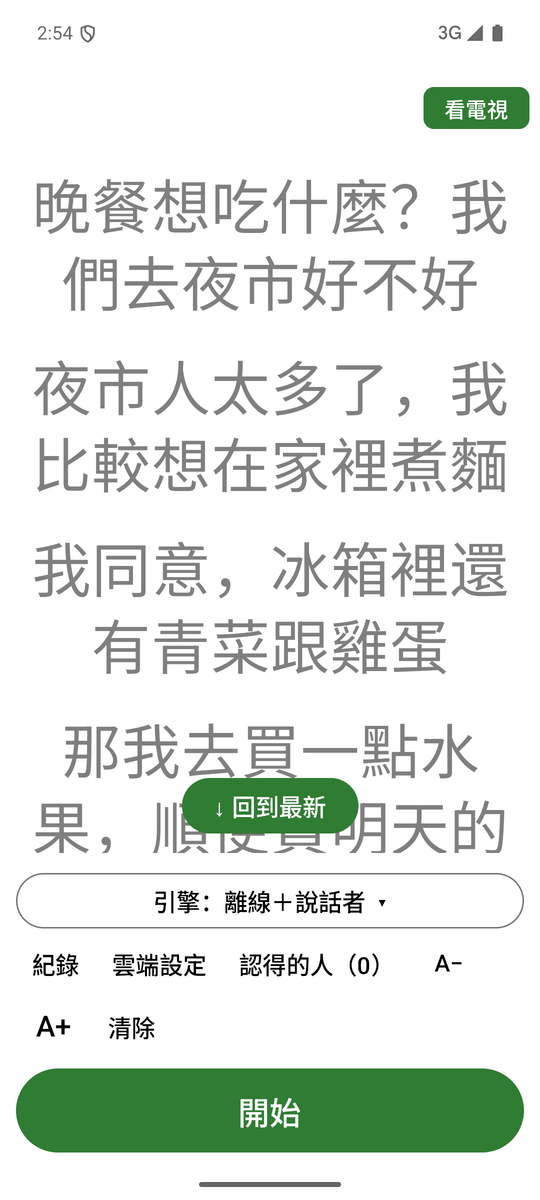 2:54
3G
看電視
晚餐想吃什麼？我
們去夜市好不好
夜市人太多了，我
比較想在家裡煮麵
我同意，冰箱裡還
有青菜跟雞蛋
那我去買一點水
果，順便買明天的
↓ 回到最新
引擎：離線＋說話者 ▾
紀錄
雲端設定
認得的人（0）
A−
A+
清除
開始